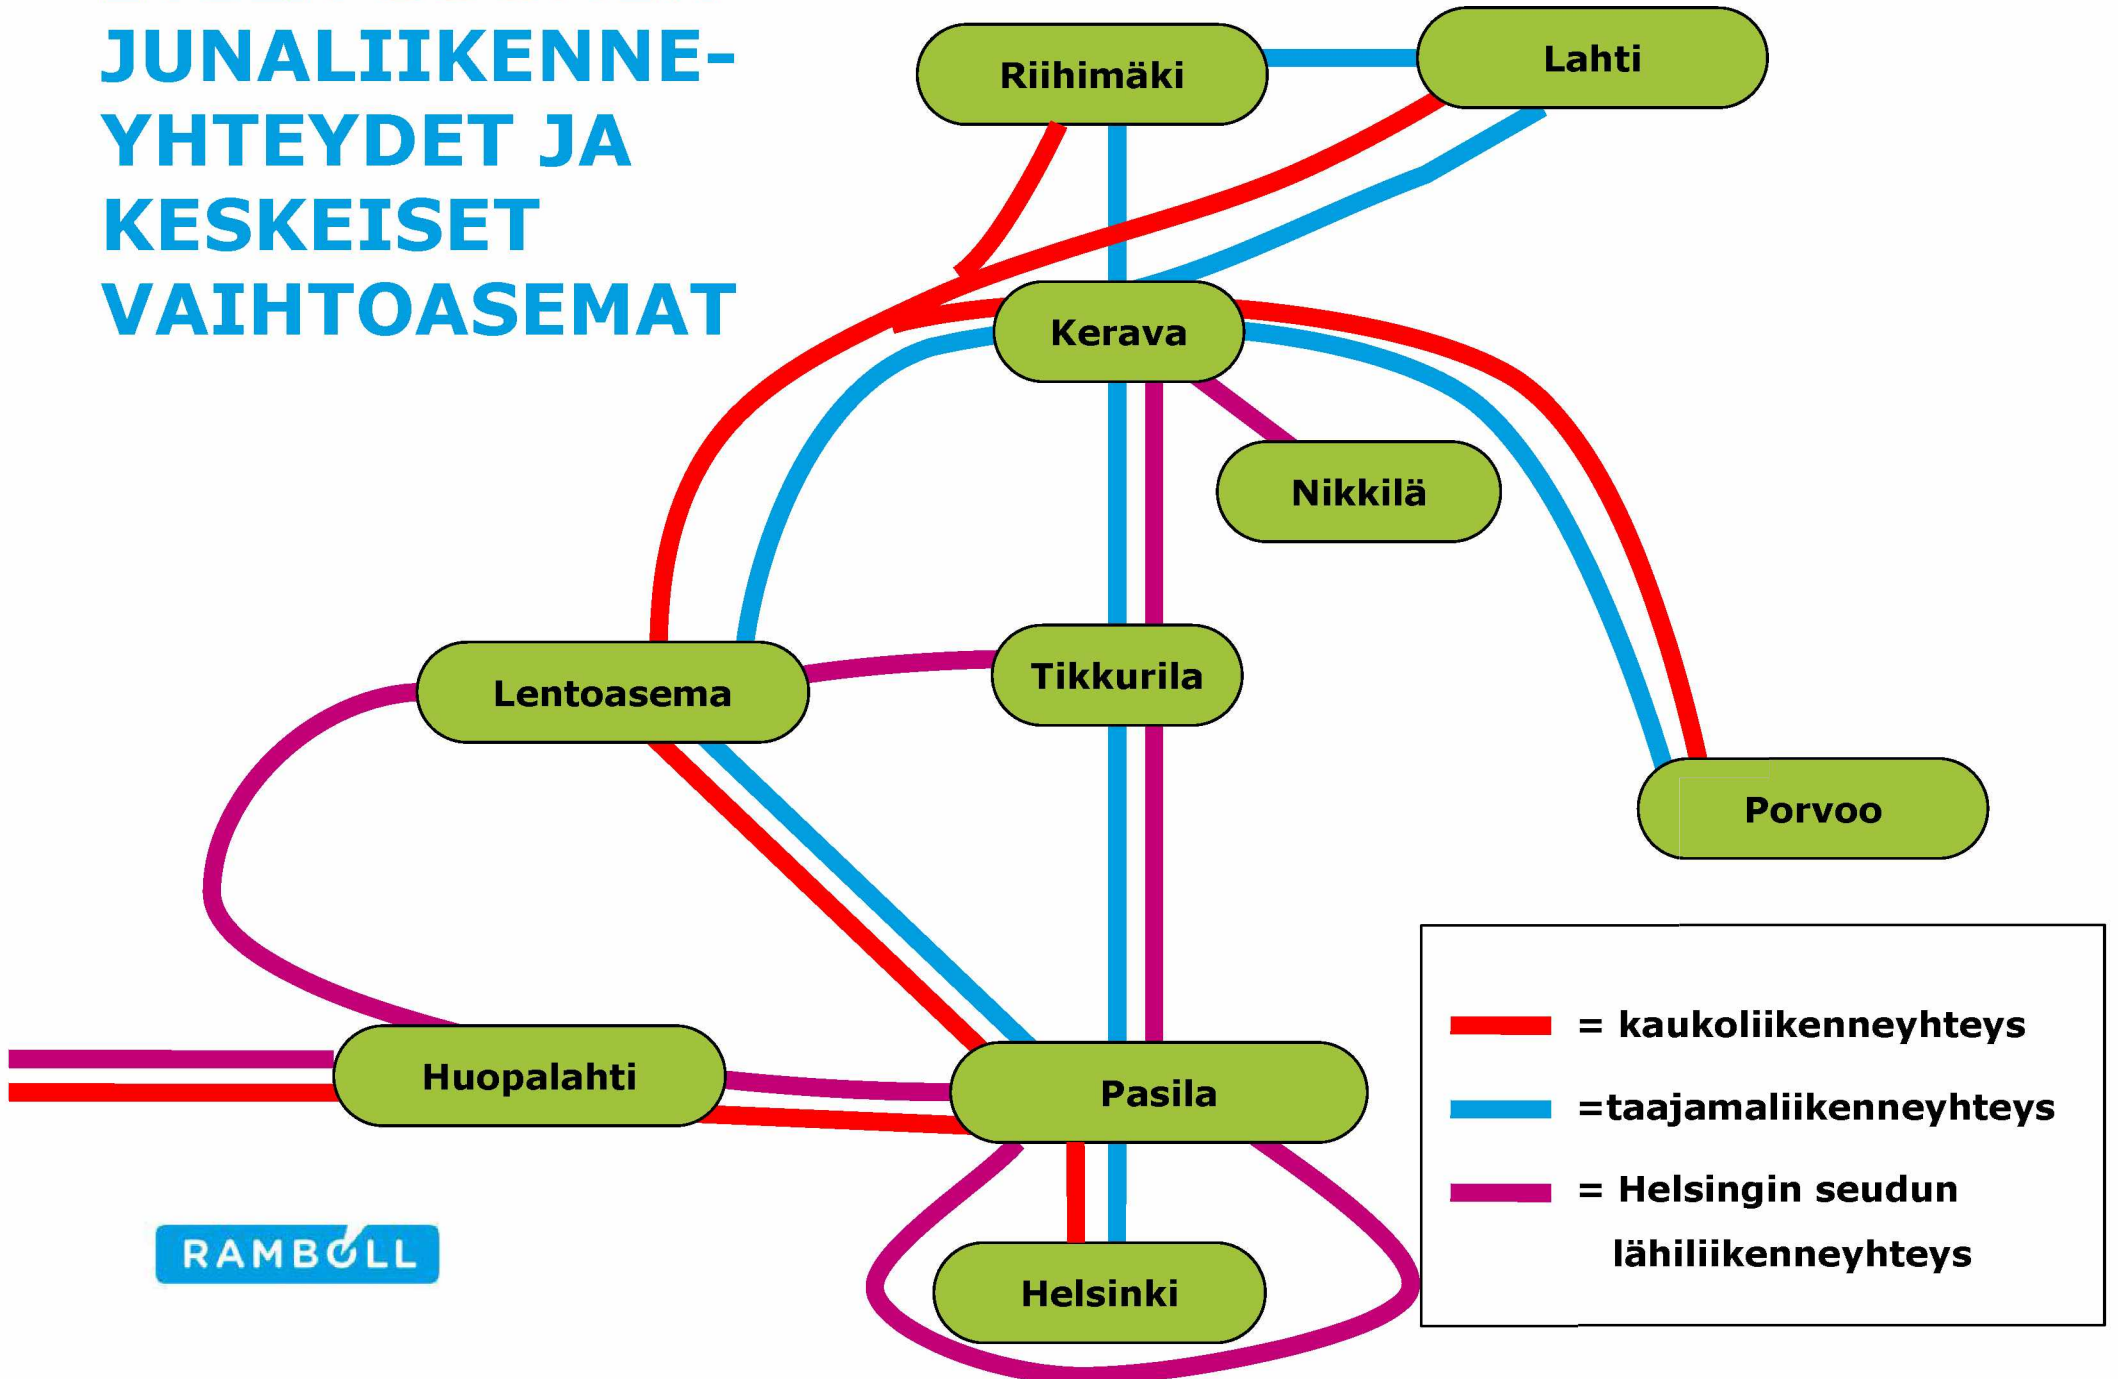 JUNALIIKENNE-
YHTEYDET JA
KESKEISET
VAIHTOASEMAT
Riihimäki
Lahti
Kerava
Nikkilä
Lentoasema
Tikkurila
Porvoo
Huopalahti
Pasila
Helsinki
= kaukoliikenneyhteys
=taajamaliikenneyhteys
= Helsingin seudun
lähiliikenneyhteys
RAMBOLL